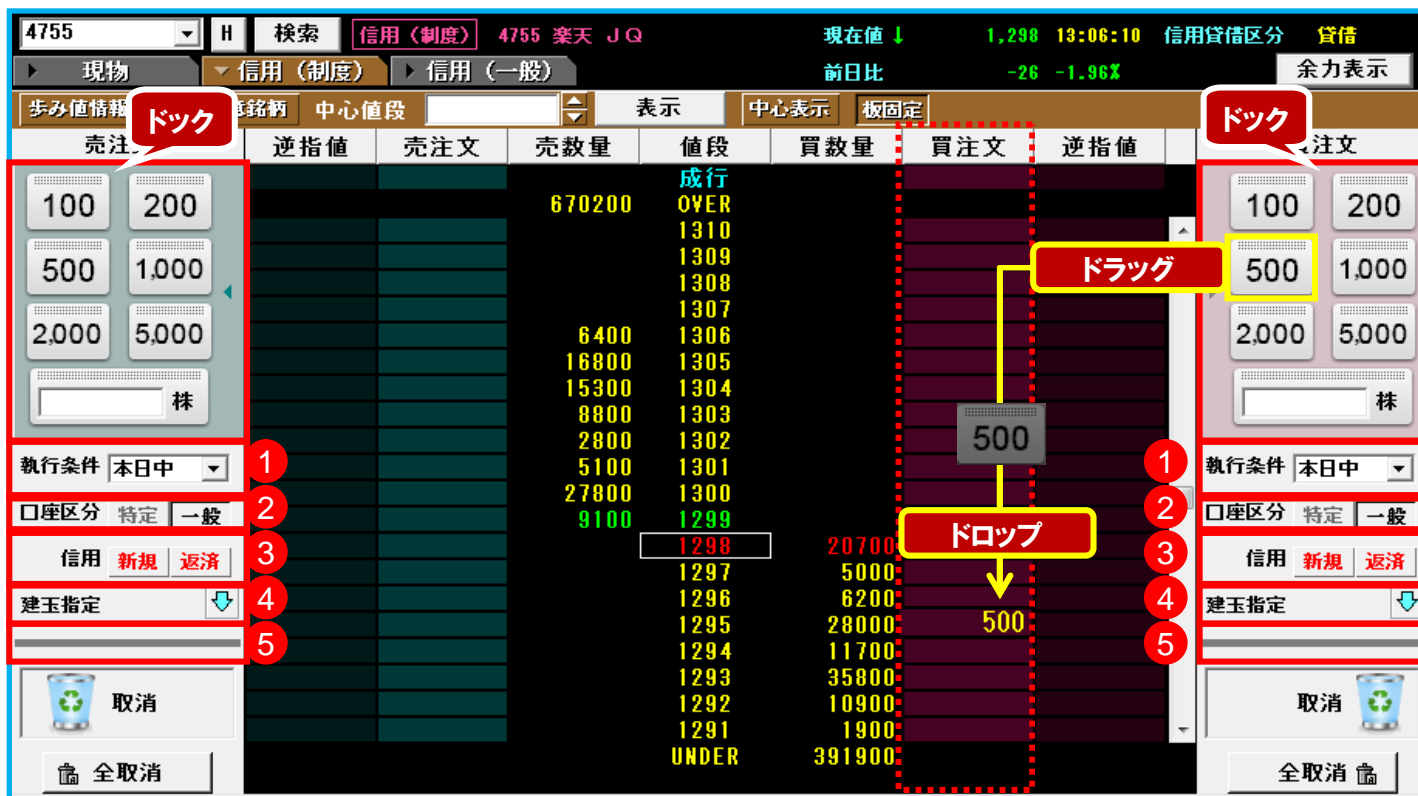 4755 H 検索 信用（制度） 4755 楽天 ＪＱ 現在値↓ 1,298 13:06:10 信用貸借区分 貸借
現物 信用（制度） 信用（一般） 前日比 -26 -1.96% 余力表示
歩み値情報 銘柄 中心値段 表示 中心表示 板固定
ドック
ドック
売注 逆指値 売注文 売数量 値段 買数量 買注文 逆指値 注文
成行
670200 OVER
1310
1309
1308
1307
6400 1306
16800 1305
15300 1304
8800 1303
2800 1302
5100 1301
27800 1300
9100 1299
1298 20700
1297 5000
1296 6200
1295 28000 500
1294 11700
1293 35800
1292 10900
1291 1900
UNDER 391900
ドラッグ
500
ドロップ
100 200
500 1,000
2,000 5,000
株
執行条件 本日中 1
口座区分 特定 一般 2
信用 新規 返済 3
建玉指定 4
5
取消
全取消
100 200
500 1,000
2,000 5,000
株
1 執行条件 本日中
2 口座区分 特定 一般
3 信用 新規 返済
4 建玉指定
5
取消
全取消